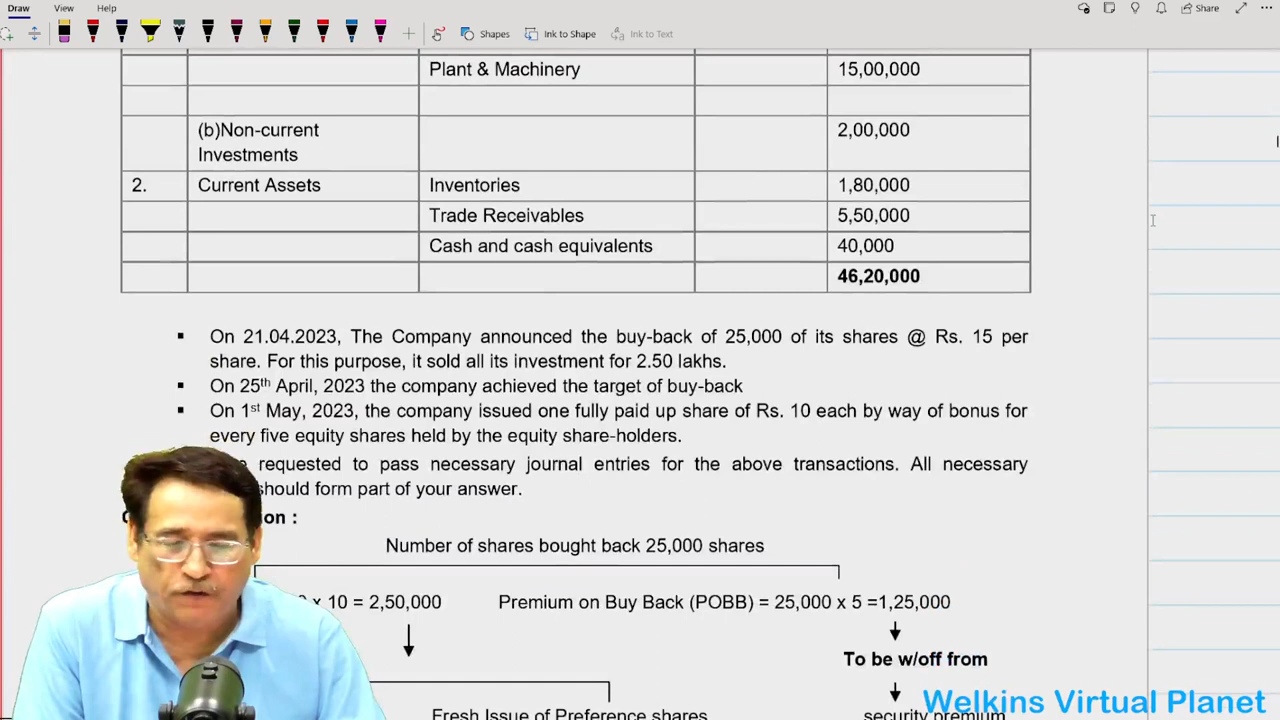 Draw View Help Share
Shapes Ink to Shape Ink to Text
Plant & Machinery 15,00,000
(b)Non-current 2,00,000
Investments
2. Current Assets Inventories 1,80,000
Trade Receivables 5,50,000
Cash and cash equivalents 40,000
46,20,000
▪ On 21.04.2023, The Company announced the buy-back of 25,000 of its shares @ Rs. 15 per
share. For this purpose, it sold all its investment for 2.50 lakhs.
▪ On 25th April, 2023 the company achieved the target of buy-back
▪ On 1st May, 2023, the company issued one fully paid up share of Rs. 10 each by way of bonus for
every five equity shares held by the equity share-holders.
requested to pass necessary journal entries for the above transactions. All necessary
should form part of your answer.
Number of shares bought back 25,000 shares
x 10 = 2,50,000 Premium on Buy Back (POBB) = 25,000 x 5 =1,25,000
To be w/off from
Fresh Issue of Preference shares security premium
Welkins Virtual Planet